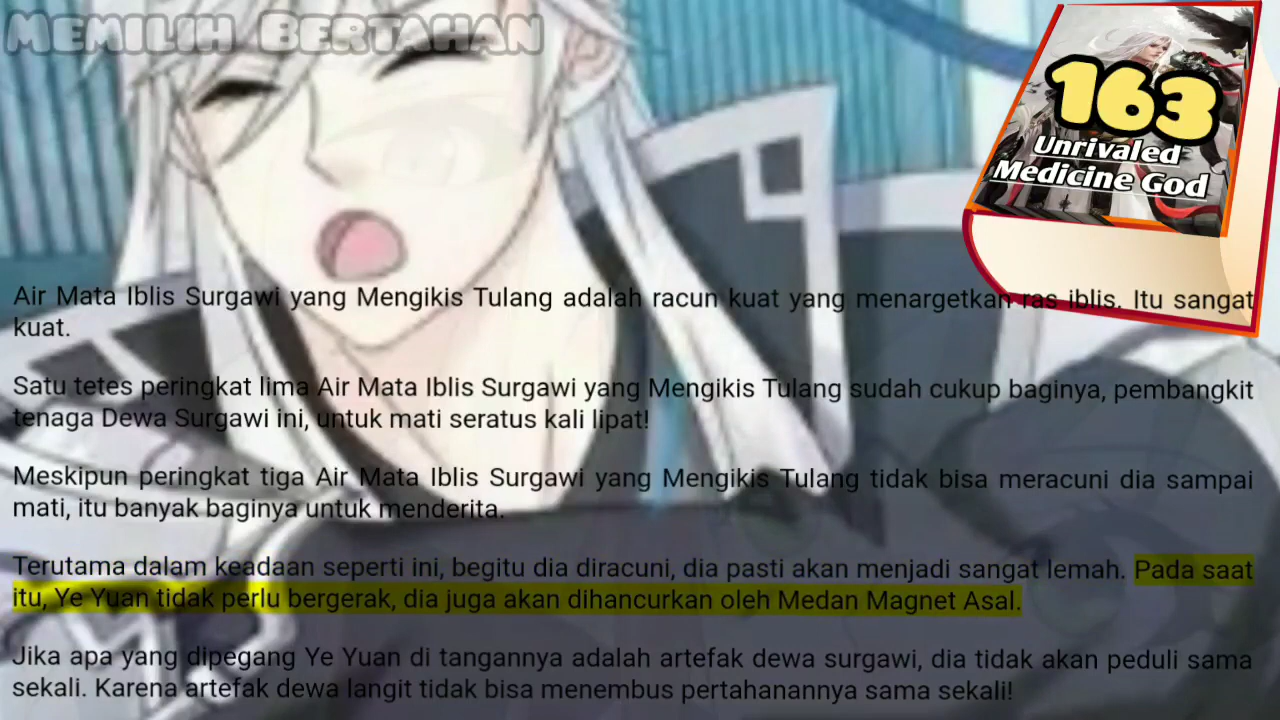 Memilih Bertahan
163
Unrivaled
Medicine God
Air Mata Iblis Surgawi yang Mengikis Tulang adalah racun kuat yang menargetkan ras iblis. Itu sangat
kuat.
Satu tetes peringkat lima Air Mata Iblis Surgawi yang Mengikis Tulang sudah cukup baginya, pembangkit
tenaga Dewa Surgawi ini, untuk mati seratus kali lipat!
Meskipun peringkat tiga Air Mata Iblis Surgawi yang Mengikis Tulang tidak bisa meracuni dia sampai
mati, itu banyak baginya untuk menderita.
Terutama dalam keadaan seperti ini, begitu dia diracuni, dia pasti akan menjadi sangat lemah. Pada saat
itu, Ye Yuan tidak perlu bergerak, dia juga akan dihancurkan oleh Medan Magnet Asal.
Jika apa yang dipegang Ye Yuan di tangannya adalah artefak dewa surgawi, dia tidak akan peduli sama
sekali. Karena artefak dewa langit tidak bisa menembus pertahanannya sama sekali!